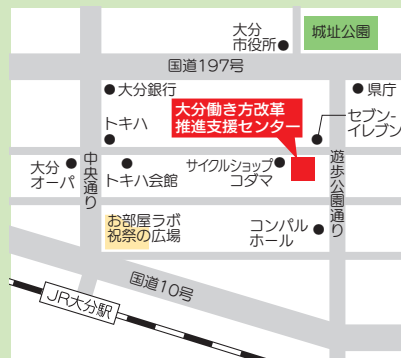 大分
市役所
城址公園
国道197号
大分銀行
県庁
大分働き方改革
推進支援センター
トキハ
セブン-
イレブン
大分
オーパ
中央通り
トキハ会館
サイクルショップ
コダマ
遊歩公園通り
お部屋ラボ
祝祭の広場
コンパル
ホール
国道10号
JR大分駅